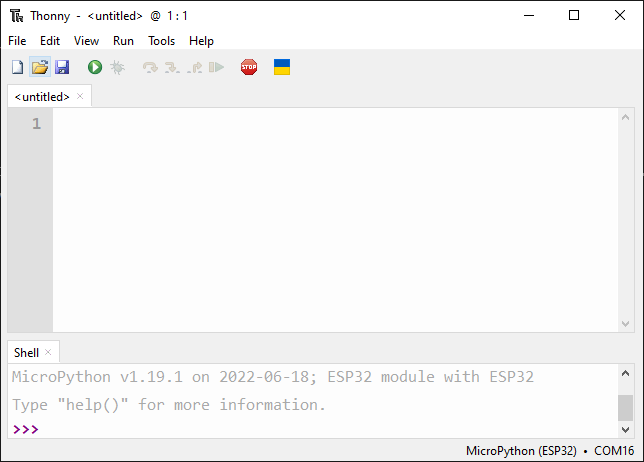 Thonny - <untitled> @ 1:1
File Edit View Run Tools Help
STOP
<untitled> ×
1
Shell ×
MicroPython v1.19.1 on 2022-06-18; ESP32 module with ESP32
Type "help()" for more information.
>>>
MicroPython (ESP32) • COM16